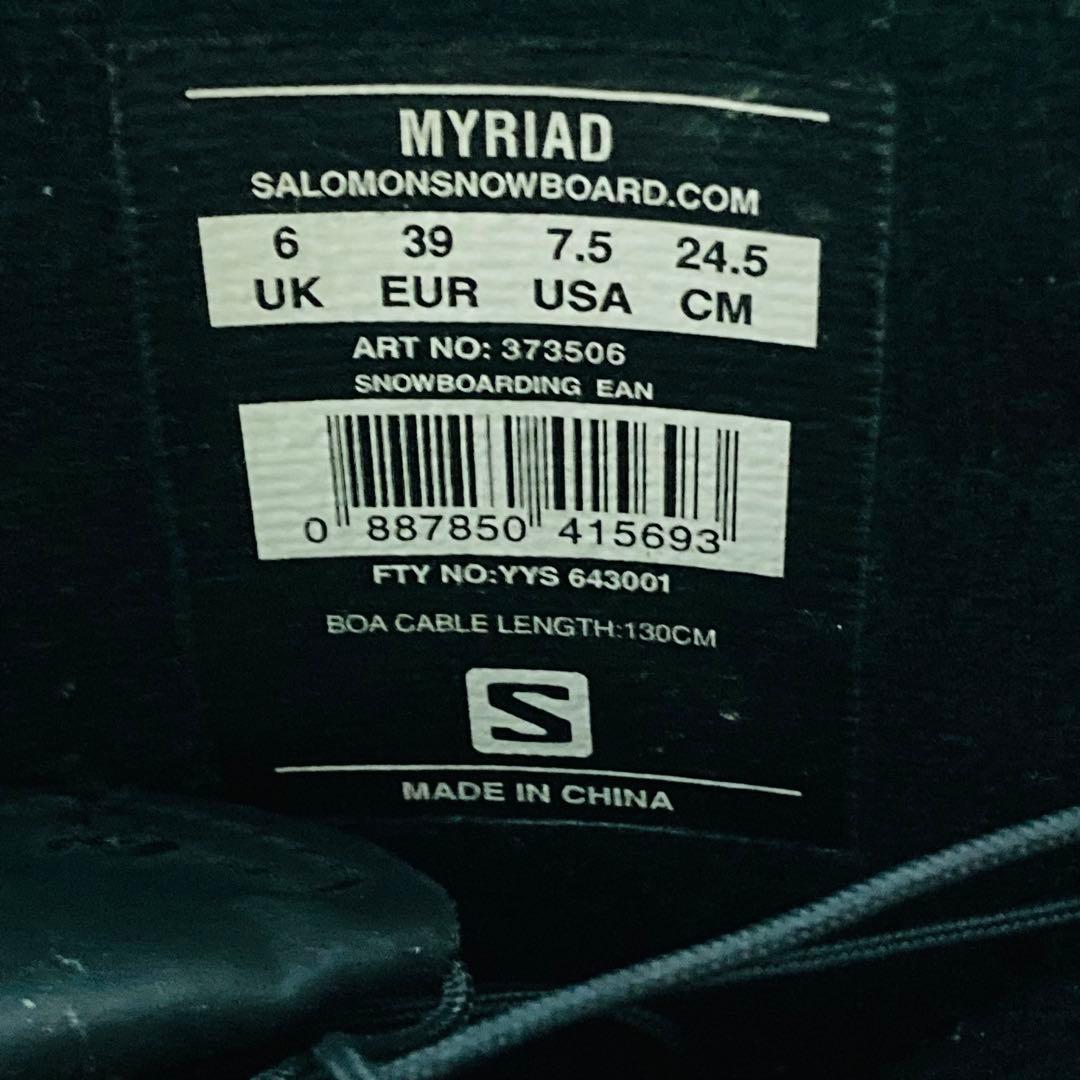 MYRIAD
SALOMONSNOWBOARD.COM
6 39 7.5 24.5
UK EUR USA CM
ART NO: 373506
SNOWBOARDING EAN
0 887850 415693
FTY NO:YYS 643001
BOA CABLE LENGTH:130CM
S
MADE IN CHINA